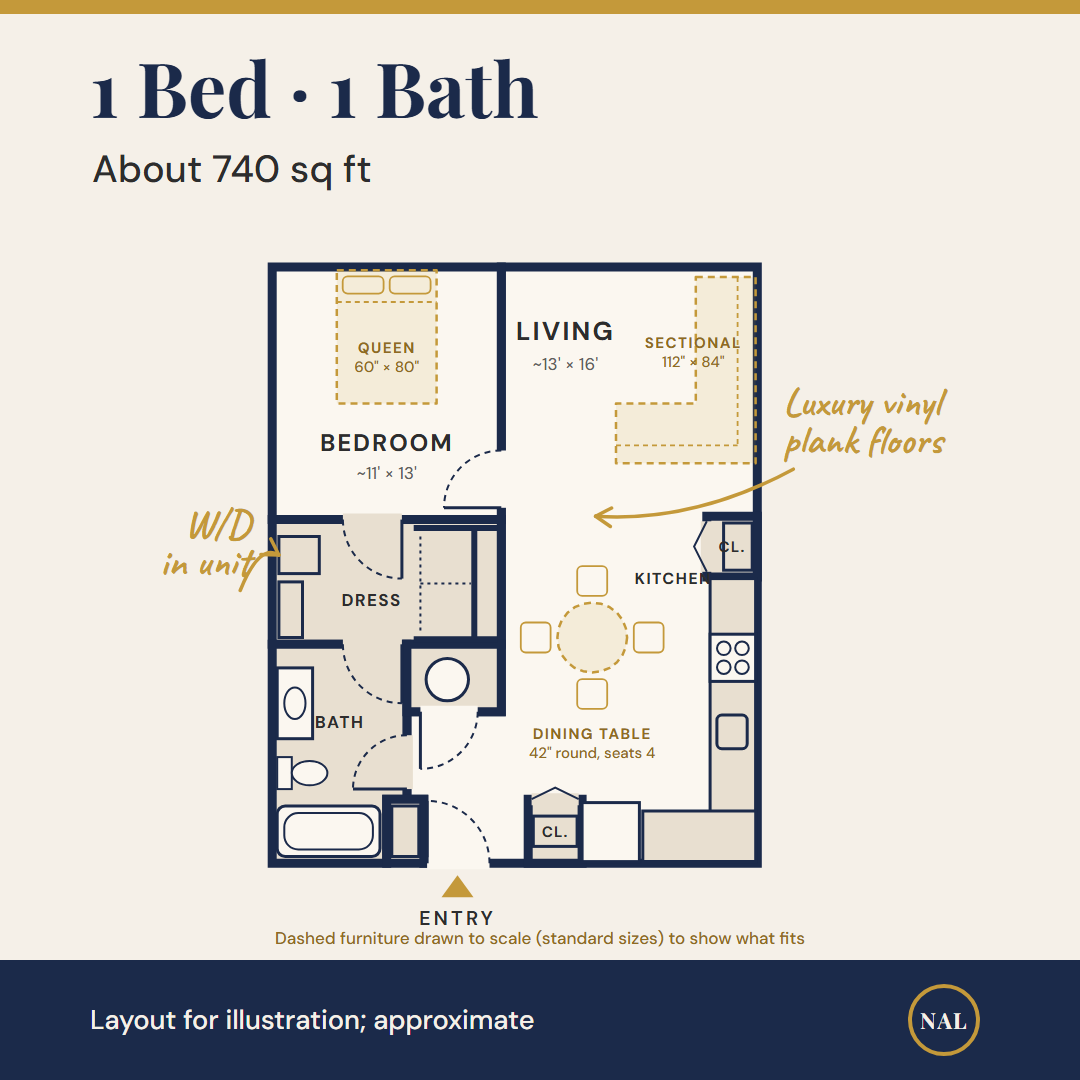 1 Bed · 1 Bath
About 740 sq ft
QUEEN
60" × 80"
LIVING
~13' × 16'
SECTIONAL
112" × 84"
Luxury vinyl
plank floors
BEDROOM
~11' × 13'
W/D
in unit
CL.
KITCHEN
DRESS
BATH
DINING TABLE
42" round, seats 4
CL.
ENTRY
Dashed furniture drawn to scale (standard sizes) to show what fits
Layout for illustration; approximate
NAL